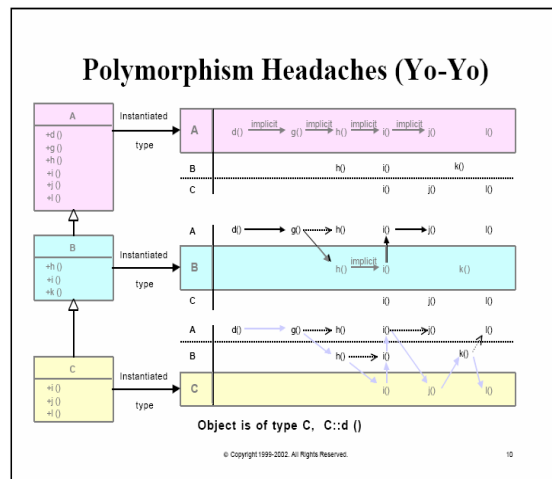 Polymorphism Headaches (Yo-Yo)
A
+d ()
+g ()
+h ()
+i ()
+j ()
+l ()
Instantiated
type
A d() implicit g() implicit h() implicit i() implicit j() l()
B h() i() k()
C i() j() l()
B
+h ()
+i ()
+k ()
Instantiated
type
A d() g() h() i() j() l()
B h() implicit i() k()
C i() j() l()
C
+i ()
+j ()
+l ()
Instantiated
type
A d() g() h() i() j() l()
B h() i() k()
C i() j() l()
Object is of type C, C::d ()
© Copyright 1999-2002. All Rights Reserved.
10